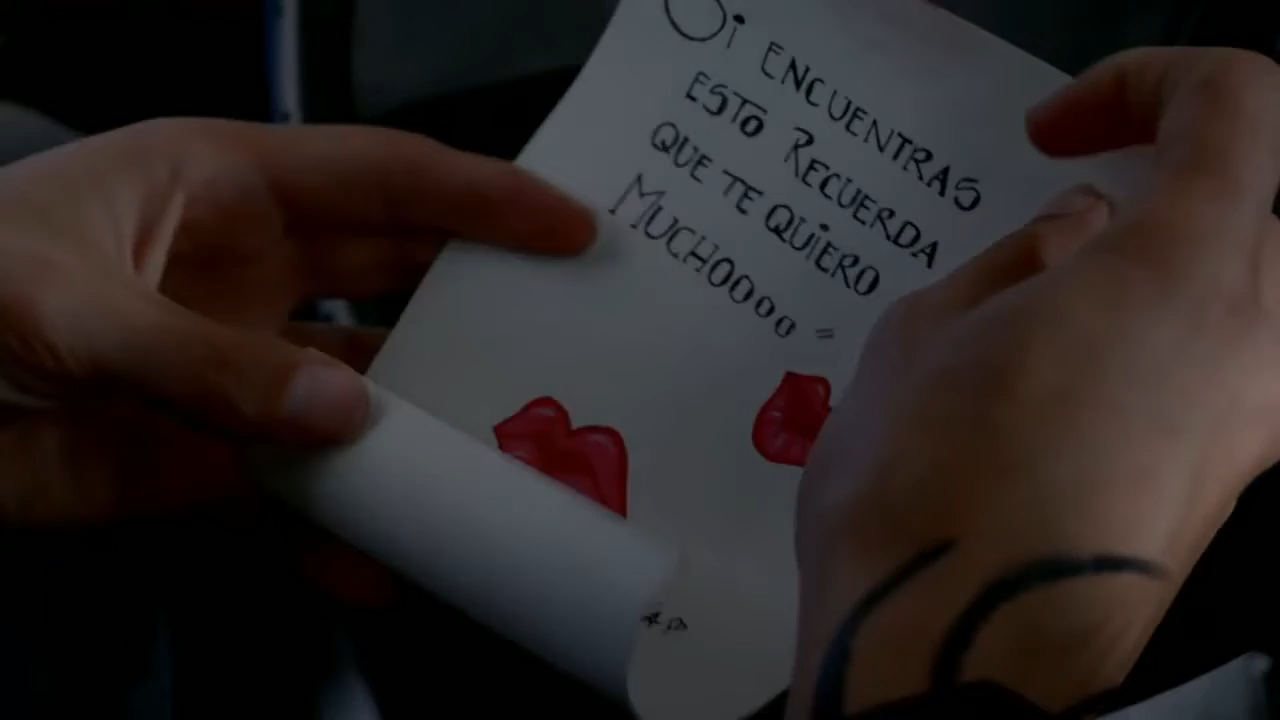 Si ENCUENTRAS
ESTO RECUERDA
QUE TE QUIERO
MUCHOOOO =